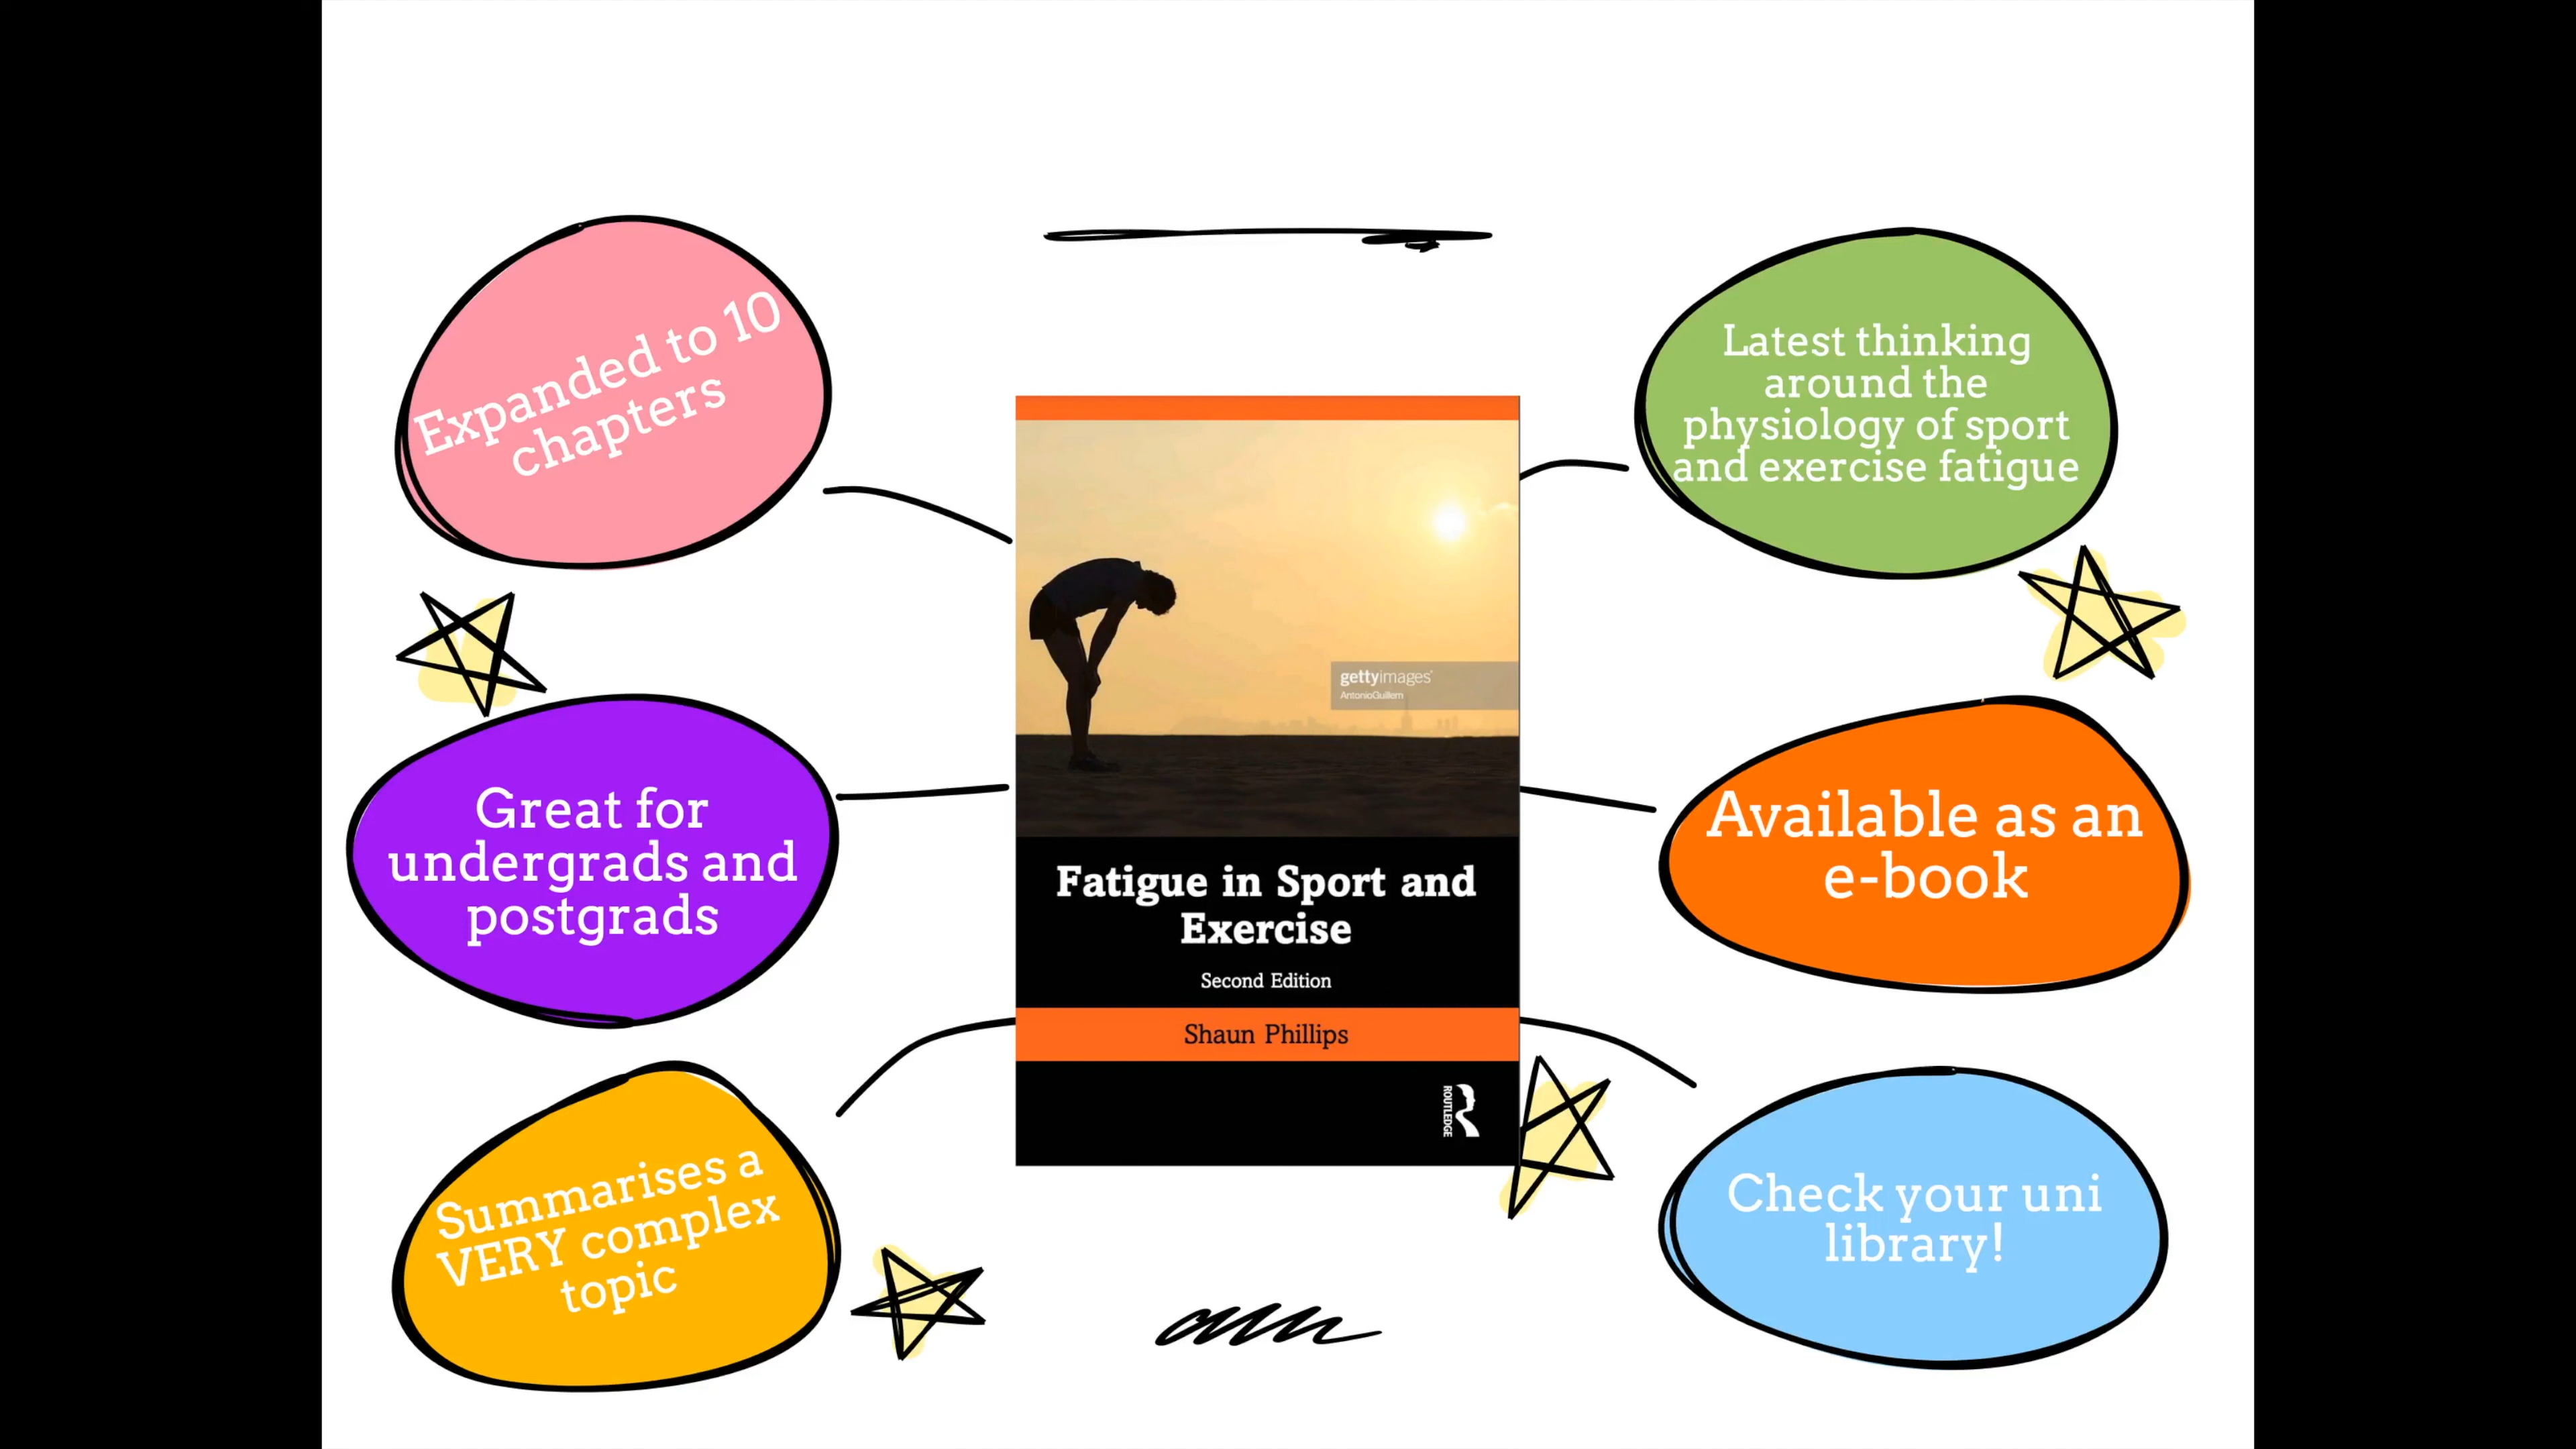 Expanded to 10
chapters
Great for
undergrads and
postgrads
Summarises a
VERY complex
topic
gettyimages®
AntonioGuillem
Fatigue in Sport and
Exercise
Second Edition
Shaun Phillips
ROUTLEDGE
Latest thinking
around the
physiology of sport
and exercise fatigue
Available as an
e-book
Check your uni
library!